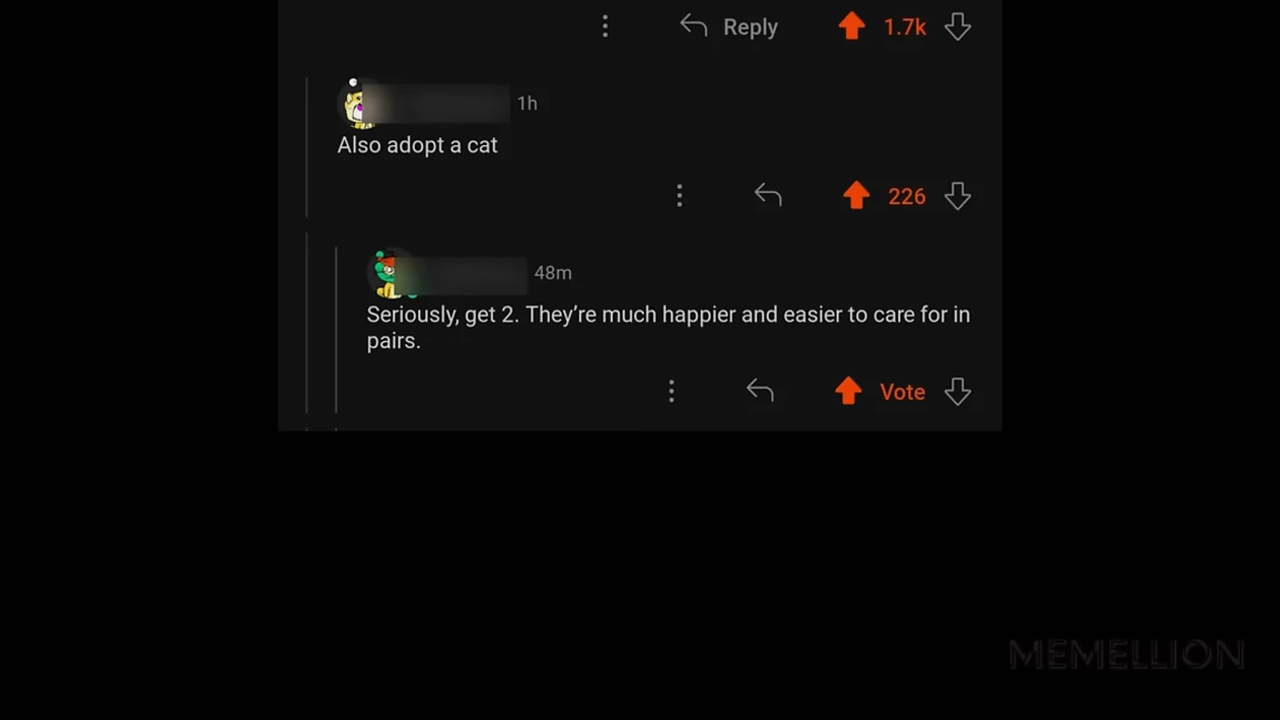 Reply 1.7k
1h
Also adopt a cat
226
48m
Seriously, get 2. They’re much happier and easier to care for in
pairs.
Vote
MEMELLION